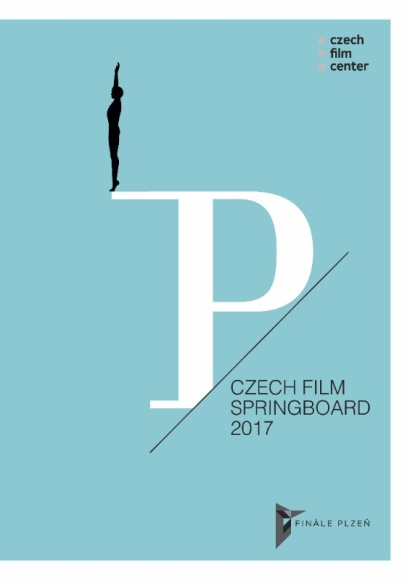 czech
film
center
P
CZECH FILM
SPRINGBOARD
2017
FINÁLE PLZEŇ